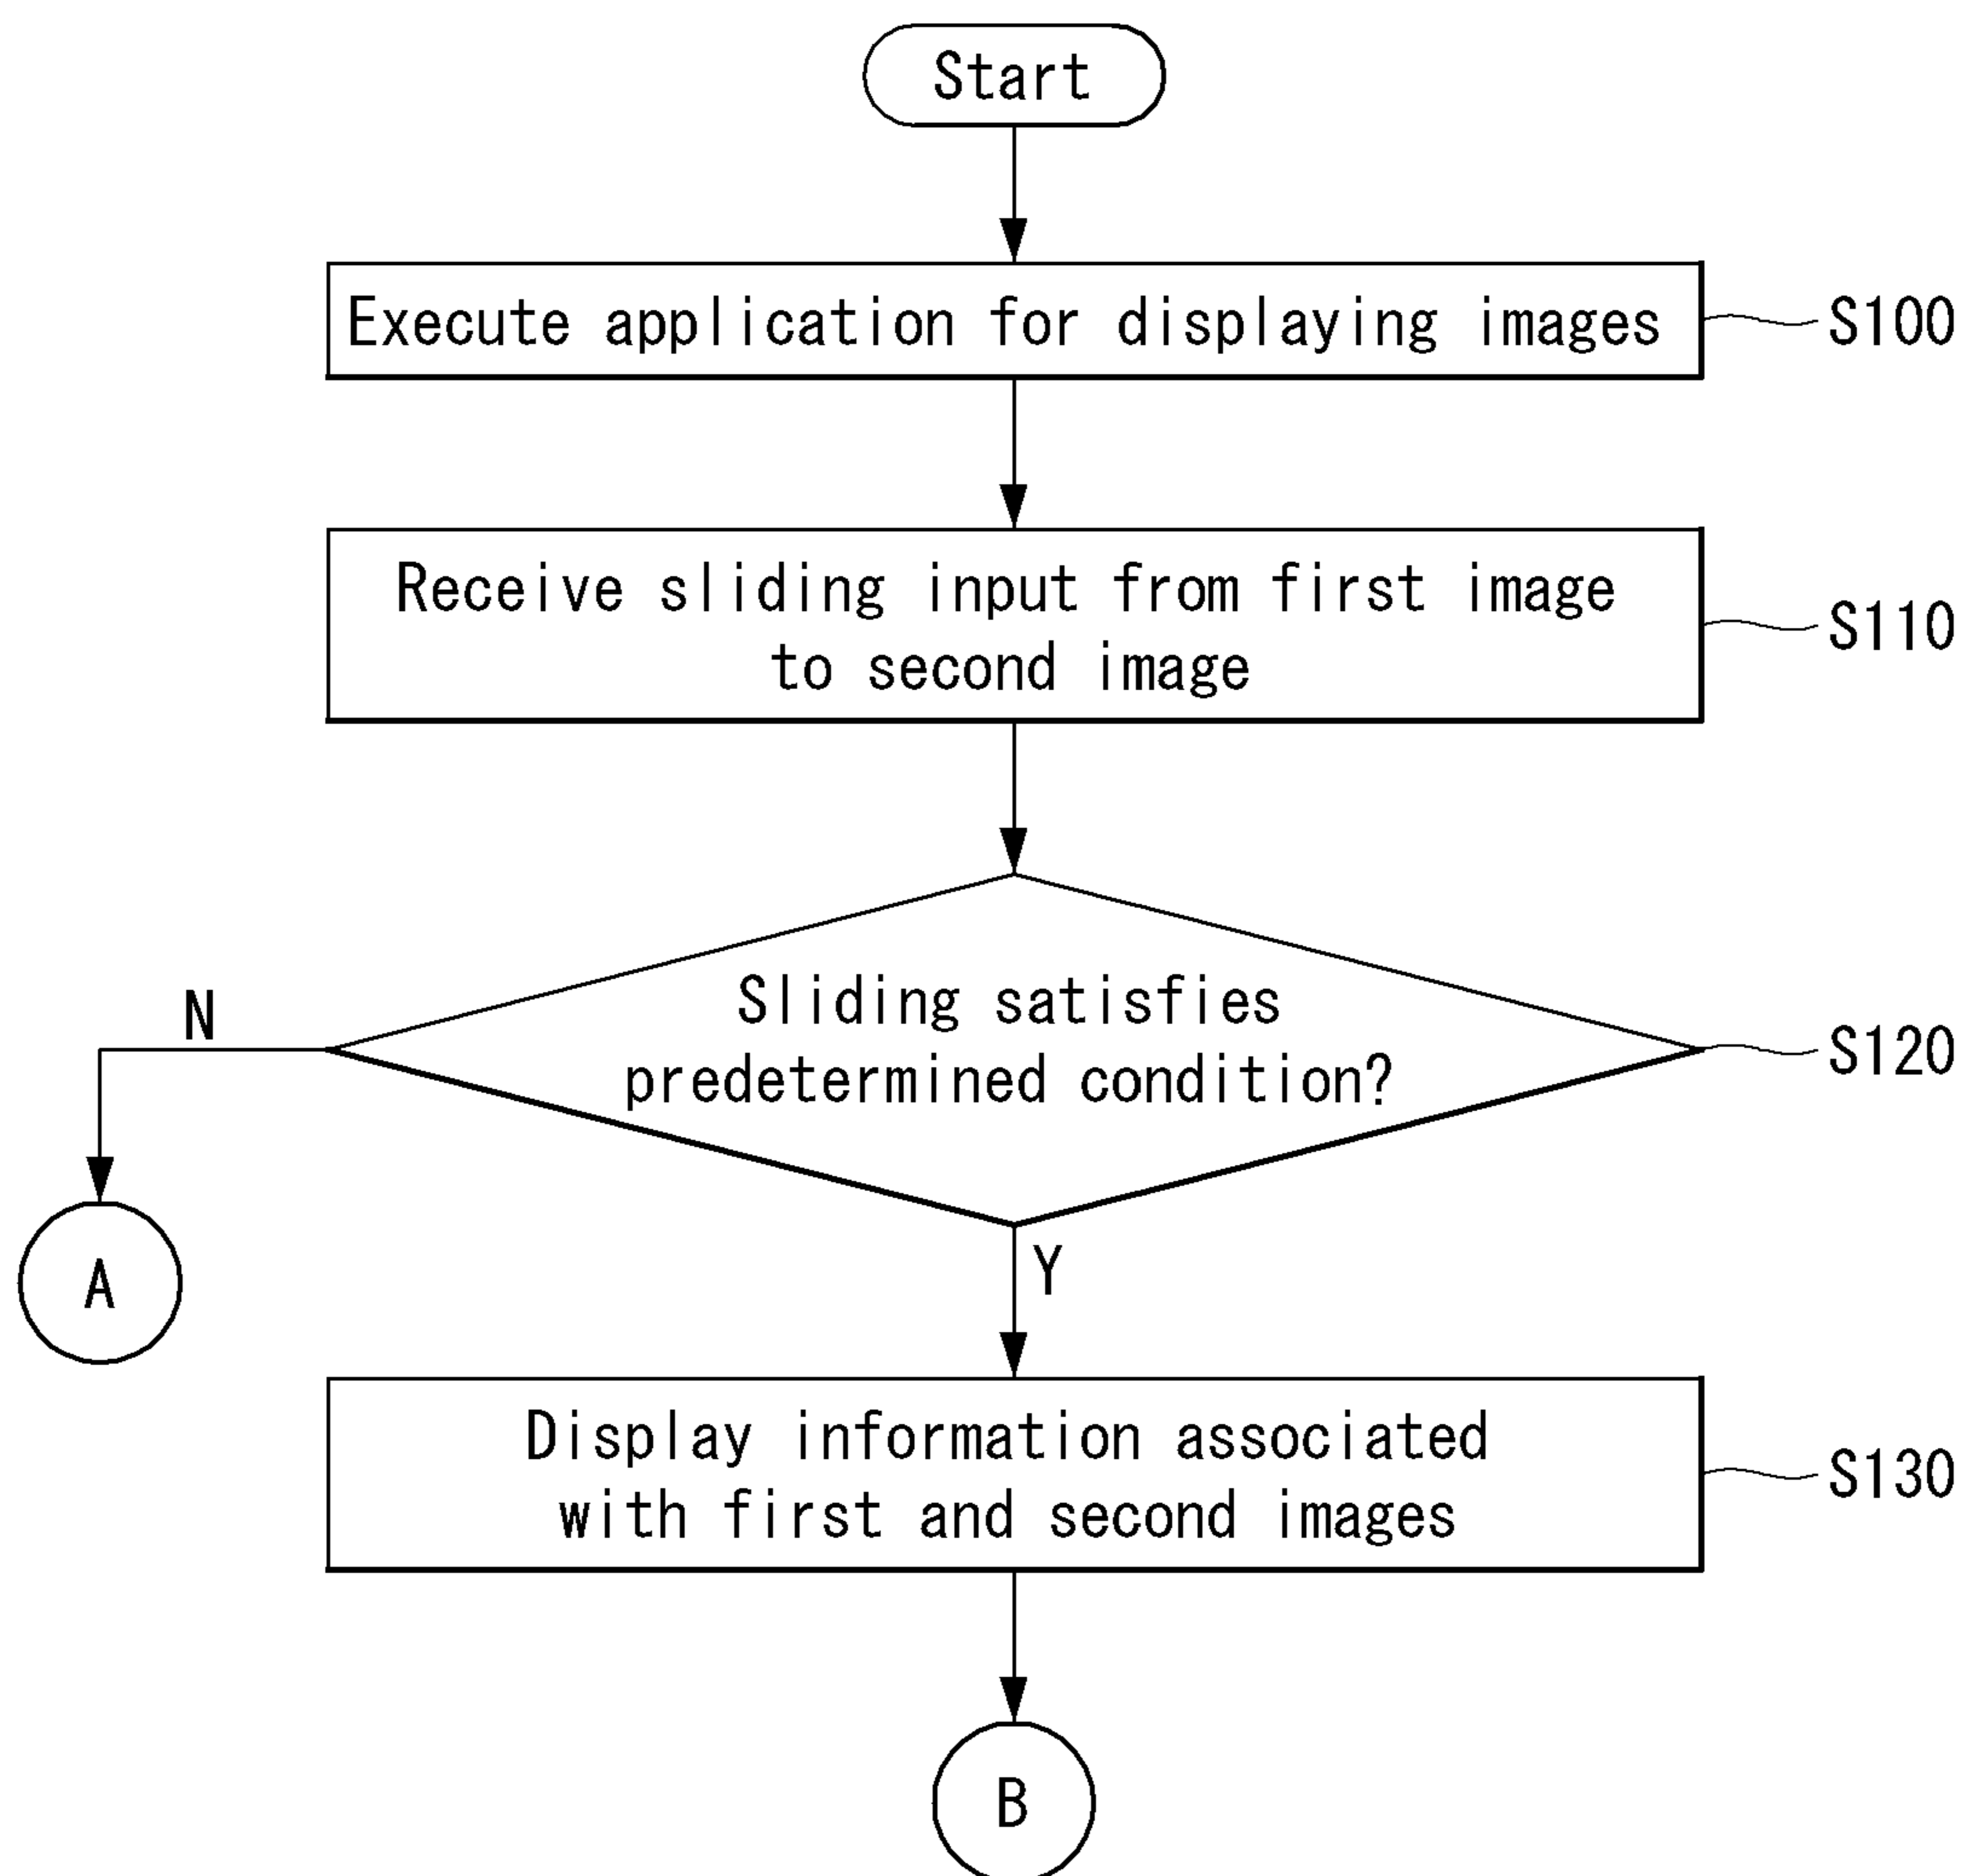 Start
Execute application for displaying images
S100
Receive sliding input from first image
to second image
S110
Sliding satisfies
predetermined condition?
S120
N
Y
A
Display information associated
with first and second images
S130
B